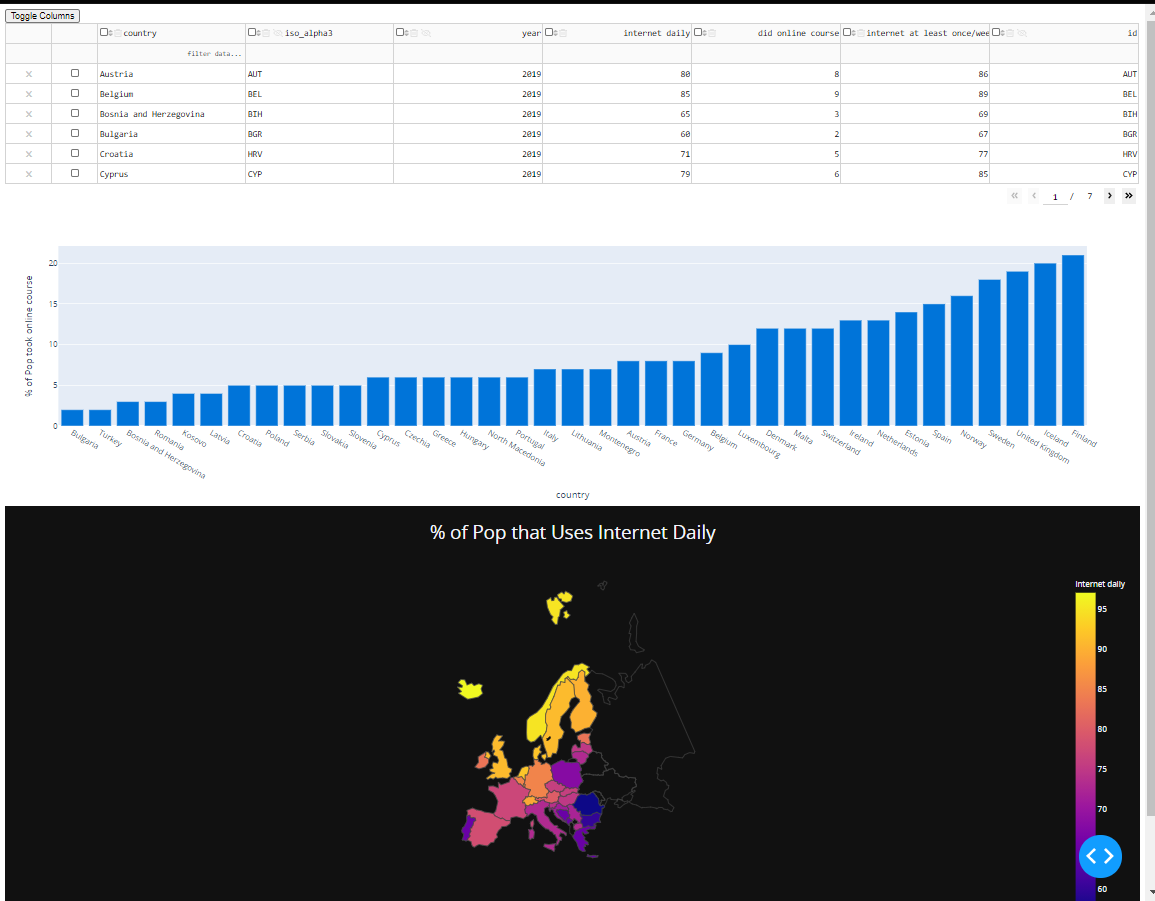 Toggle Columns
country iso_alpha3 year internet daily did online course internet at least once/wee id
filter data...
× Austria AUT 2019 80 8 86 AUT
× Belgium BEL 2019 85 9 89 BEL
× Bosnia and Herzegovina BIH 2019 65 3 69 BIH
× Bulgaria BGR 2019 60 2 67 BGR
× Croatia HRV 2019 71 5 77 HRV
× Cyprus CYP 2019 79 6 85 CYP
« ‹ 1 / 7 › »
% of Pop took online course
20
15
10
5
0
Bulgaria
Turkey
Bosnia and Herzegovina
Romania
Kosovo
Latvia
Croatia
Poland
Serbia
Slovakia
Slovenia
Cyprus
Czechia
Greece
Hungary
North Macedonia
Portugal
Italy
Lithuania
Montenegro
Austria
France
Germany
Belgium
Luxembourg
Denmark
Malta
Switzerland
Ireland
Netherlands
Estonia
Spain
Norway
Sweden
United Kingdom
Iceland
Finland
country
% of Pop that Uses Internet Daily
internet daily
95
90
85
80
75
70
60